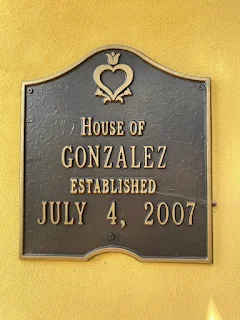 House of
GONZALEZ
ESTABLISHED
JULY 4, 2007